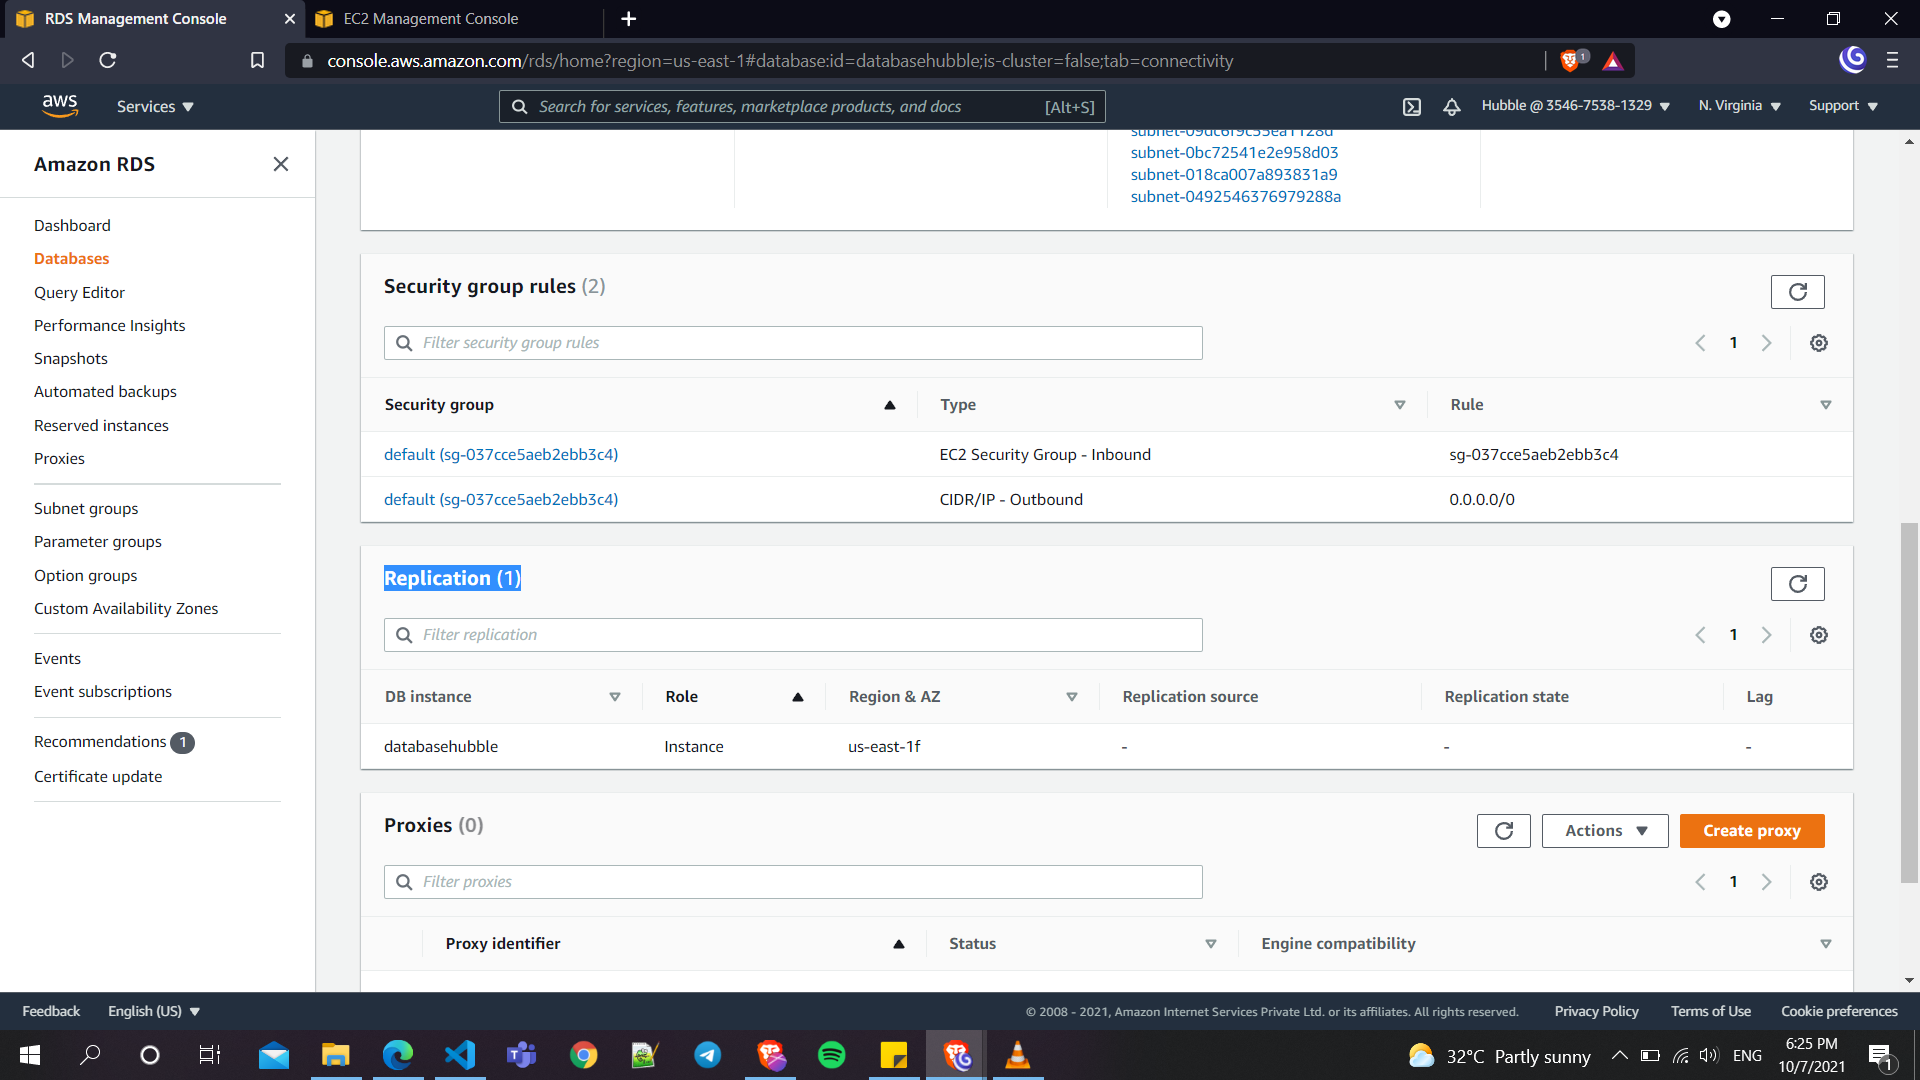 RDS Management Console
EC2 Management Console
console.aws.amazon.com/rds/home?region=us-east-1#database:id=databasehubble;is-cluster=false;tab=connectivity
1
aws
Services
Search for services, features, marketplace products, and docs
[Alt+S]
Hubble @ 3546-7538-1329
N. Virginia
Support
Amazon RDS
Dashboard
Databases
Query Editor
Performance Insights
Snapshots
Automated backups
Reserved instances
Proxies
Subnet groups
Parameter groups
Option groups
Custom Availability Zones
Events
Event subscriptions
Recommendations 1
Certificate update
subnet-09dc6f9c55ea1128d
subnet-0bc72541e2e958d03
subnet-018ca007a893831a9
subnet-0492546376979288a
Security group rules (2)
Filter security group rules
1
Security group Type Rule
default (sg-037cce5aeb2ebb3c4) EC2 Security Group - Inbound sg-037cce5aeb2ebb3c4
default (sg-037cce5aeb2ebb3c4) CIDR/IP - Outbound 0.0.0.0/0
Replication (1)
Filter replication
1
DB instance Role Region & AZ Replication source Replication state Lag
databasehubble Instance us-east-1f - - -
Proxies (0)
Actions
Create proxy
Filter proxies
1
Proxy identifier Status Engine compatibility
Feedback
English (US)
© 2008 - 2021, Amazon Internet Services Private Ltd. or its affiliates. All rights reserved.
Privacy Policy
Terms of Use
Cookie preferences
32°C Partly sunny
ENG
6:25 PM
10/7/2021
1